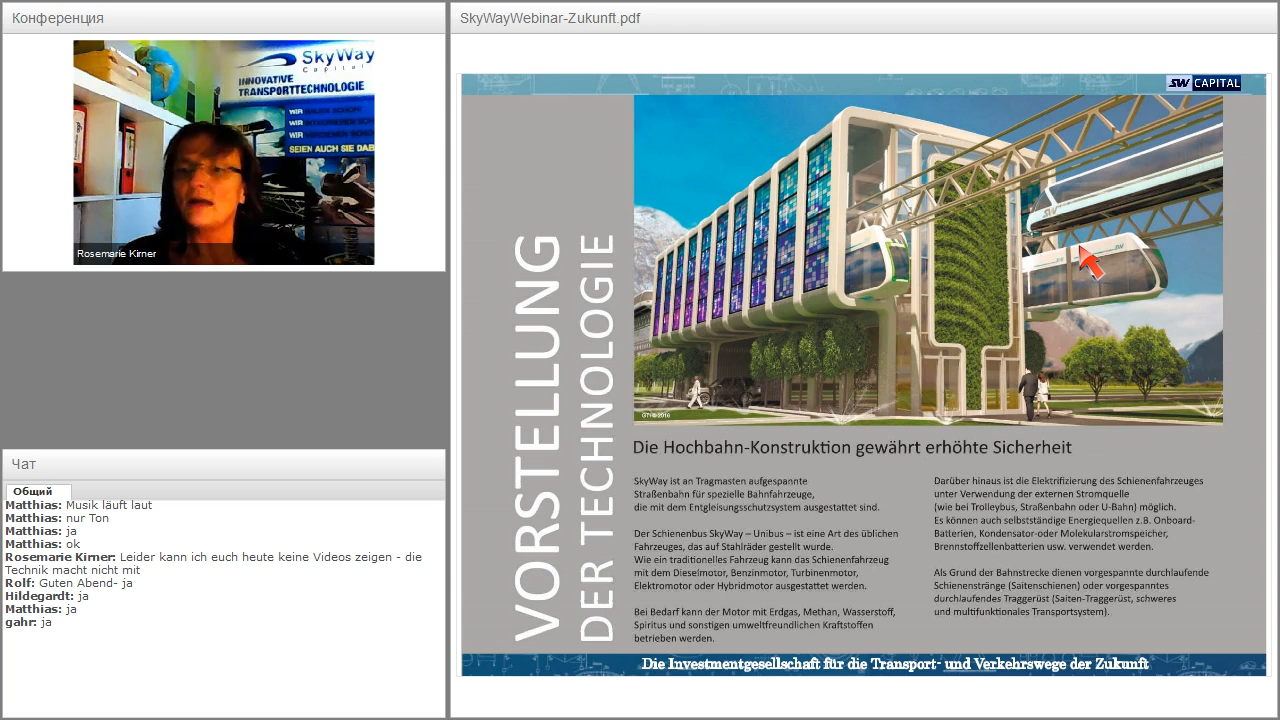 Конференция
SkyWay
Capital
INNOVATIVE
TRANSPORTTECHNOLOGIE
WIR
WIR
WIR
SEIEN AUCH SIE DAB
Rosemarie Kirner
Чат
Общий
Matthias: Musik läuft laut
Matthias: nur Ton
Matthias: ja
Matthias: ok
Rosemarie Kirner: Leider kann ich euch heute keine Videos zeigen - die
Technik macht nicht mit
Rolf: Guten Abend- ja
Hildegardt: ja
Matthias: ja
gahr: ja
SkyWayWebinar-Zukunft.pdf
SW CAPITAL
SW
SW
VORSTELLUNG
DER TECHNOLOGIE
Die Hochbahn-Konstruktion gewährt erhöhte Sicherheit
SkyWay ist an Tragmasten aufgespannte
Straßenbahn für spezielle Bahnfahrzeuge,
die mit dem Entgleisungsschutzsystem ausgestattet sind.
Der Schienenbus SkyWay – Unibus – ist eine Art des üblichen
Fahrzeuges, das auf Stahlräder gestellt wurde.
Wie ein traditionelles Fahrzeug kann das Schienenfahrzeug
mit dem Dieselmotor, Benzinmotor, Turbinenmotor,
Elektromotor oder Hybridmotor ausgestattet werden.
Bei Bedarf kann der Motor mit Erdgas, Methan, Wasserstoff,
Spiritus und sonstigen umweltfreundlichen Kraftstoffen
betrieben werden.
Darüber hinaus ist die Elektrifizierung des Schienenfahrzeuges
unter Verwendung der externen Stromquelle
(wie bei Trolleybus, Straßenbahn oder U-Bahn) möglich.
Es können auch selbstständige Energiequellen z.B. Onboard-
Batterien, Kondensator-oder Molekularstromspeicher,
Brennstoffzellenbatterien usw. verwendet werden.
Als Grund der Bahnstrecke dienen vorgespannte durchlaufende
Schienenstränge (Saitenschienen) oder vorgespanntes
durchlaufendes Traggerüst (Saiten-Traggerüst, schweres
und multifunktionales Transportsystem).
Die Investmentgesellschaft für die Transport- und Verkehrswege der Zukunft